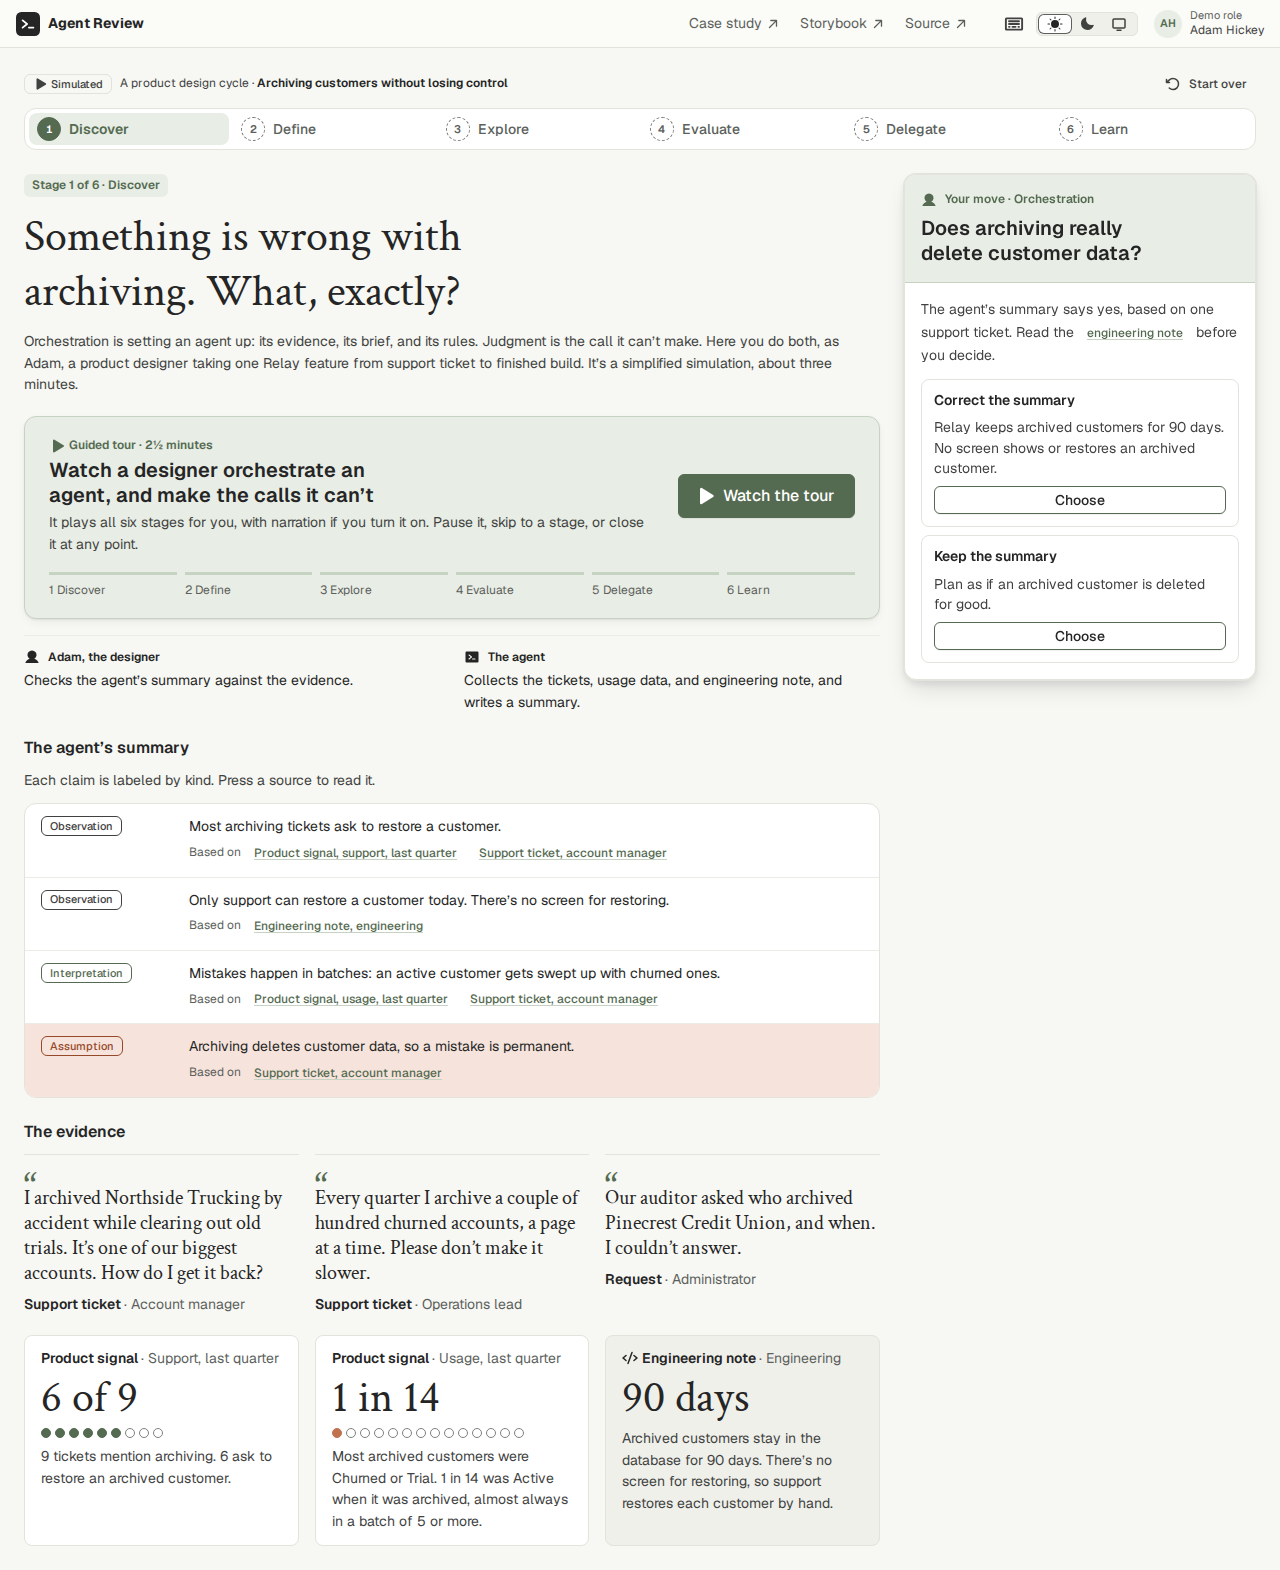 Agent Review
Case study ↗
Storybook ↗
Source ↗
AH
Demo role
Adam Hickey
Simulated
A product design cycle · Archiving customers without losing control
Start over
1 Discover
2 Define
3 Explore
4 Evaluate
5 Delegate
6 Learn
Stage 1 of 6 · Discover
Something is wrong with
archiving. What, exactly?
Orchestration is setting an agent up: its evidence, its brief, and its rules. Judgment is the call it can’t make. Here you do both, as
Adam, a product designer taking one Relay feature from support ticket to finished build. It’s a simplified simulation, about three
minutes.
Guided tour · 2½ minutes
Watch a designer orchestrate an
agent, and make the calls it can’t
It plays all six stages for you, with narration if you turn it on. Pause it, skip to a stage, or close
it at any point.
Watch the tour
1 Discover
2 Define
3 Explore
4 Evaluate
5 Delegate
6 Learn
Adam, the designer
Checks the agent’s summary against the evidence.
The agent
Collects the tickets, usage data, and engineering note, and
writes a summary.
Your move · Orchestration
Does archiving really
delete customer data?
The agent’s summary says yes, based on one
support ticket. Read the engineering note before
you decide.
Correct the summary
Relay keeps archived customers for 90 days.
No screen shows or restores an archived
customer.
Choose
Keep the summary
Plan as if an archived customer is deleted
for good.
Choose
The agent’s summary
Each claim is labeled by kind. Press a source to read it.
Observation
Most archiving tickets ask to restore a customer.
Based on Product signal, support, last quarter Support ticket, account manager
Observation
Only support can restore a customer today. There’s no screen for restoring.
Based on Engineering note, engineering
Interpretation
Mistakes happen in batches: an active customer gets swept up with churned ones.
Based on Product signal, usage, last quarter Support ticket, account manager
Assumption
Archiving deletes customer data, so a mistake is permanent.
Based on Support ticket, account manager
The evidence
“
I archived Northside Trucking by
accident while clearing out old
trials. It’s one of our biggest
accounts. How do I get it back?
Support ticket · Account manager
“
Every quarter I archive a couple of
hundred churned accounts, a page
at a time. Please don’t make it
slower.
Support ticket · Operations lead
“
Our auditor asked who archived
Pinecrest Credit Union, and when.
I couldn’t answer.
Request · Administrator
Product signal · Support, last quarter
6 of 9
9 tickets mention archiving. 6 ask to
restore an archived customer.
Product signal · Usage, last quarter
1 in 14
Most archived customers were
Churned or Trial. 1 in 14 was Active
when it was archived, almost always
in a batch of 5 or more.
Engineering note · Engineering
90 days
Archived customers stay in the
database for 90 days. There’s no
screen for restoring, so support
restores each customer by hand.